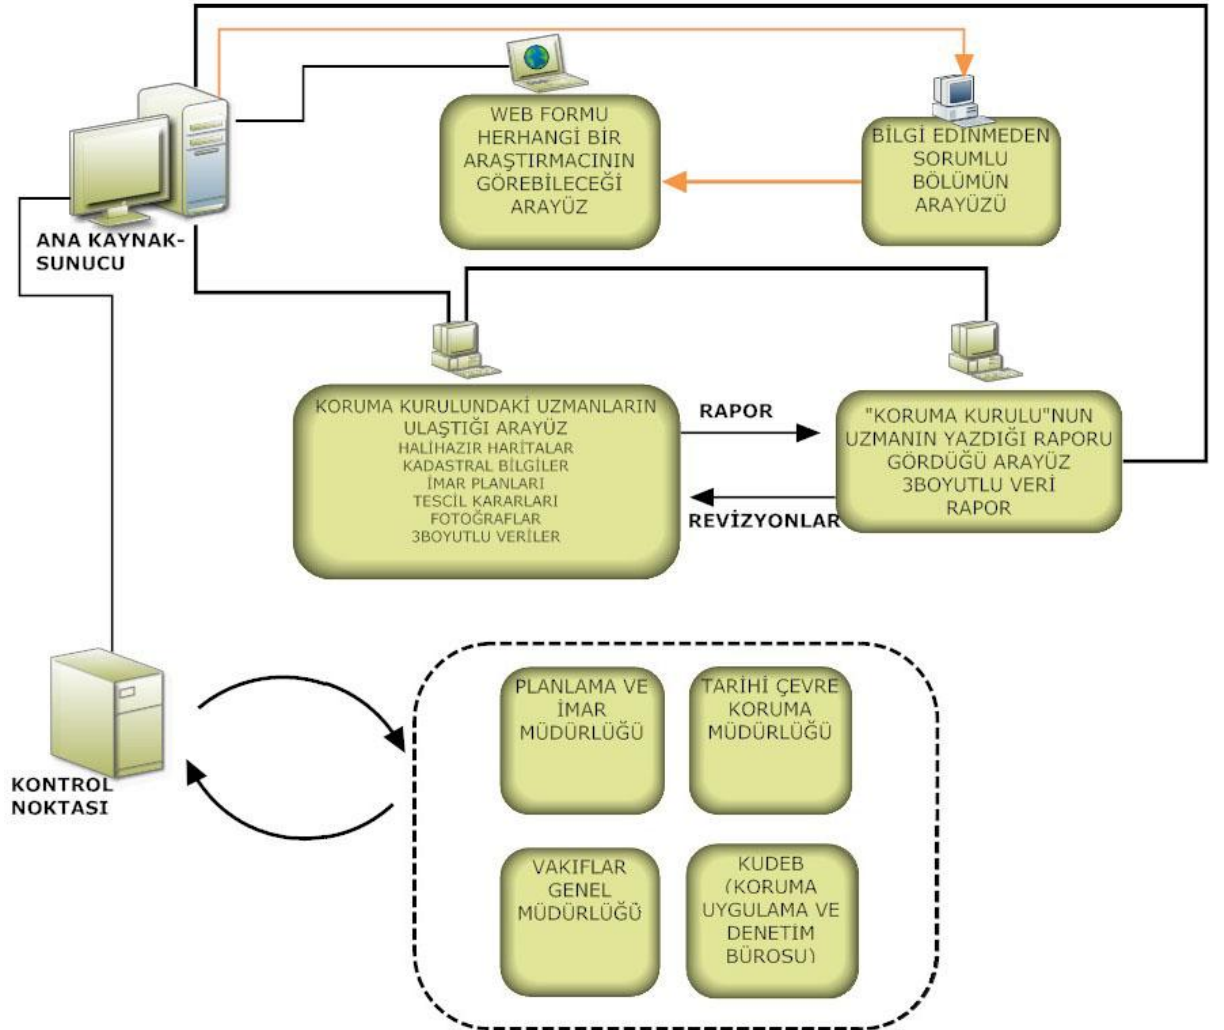 WEB FORMU
HERHANGİ BİR
ARAŞTIRMACININ
GÖREBİLECEĞİ
ARAYÜZ
BİLGİ EDINMEDEN
SORUMLU
BÖLÜMÜN
ARAYÜZÜ
ANA KAYNAK-
SUNUCU
KORUMA KURULUNDAKİ UZMANLARIN
ULAŞTIĞI ARAYÜZ
HALİHAZIR HARİTALAR
KADASTRAL BİLGİLER
İMAR PLANLARI
TESCİL KARARLARI
FOTOĞRAFLAR
3BOYUTLU VERİLER
RAPOR
REVİZYONLAR
"KORUMA KURULU"NUN
UZMANIN YAZDIĞI RAPORU
GÖRDÜĞÜ ARAYÜZ
3BOYUTLU VERİ
RAPOR
KONTROL
NOKTASI
PLANLAMA VE
İMAR
MÜDÜRLÜĞÜ
TARİHİ ÇEVRE
KORUMA
MÜDÜRLÜĞÜ
VAKIFLAR
GENEL
MÜDÜRLÜĞÜ
KUDEB
(KORUMA
UYGULAMA VE
DENETİM
BÜROSU)